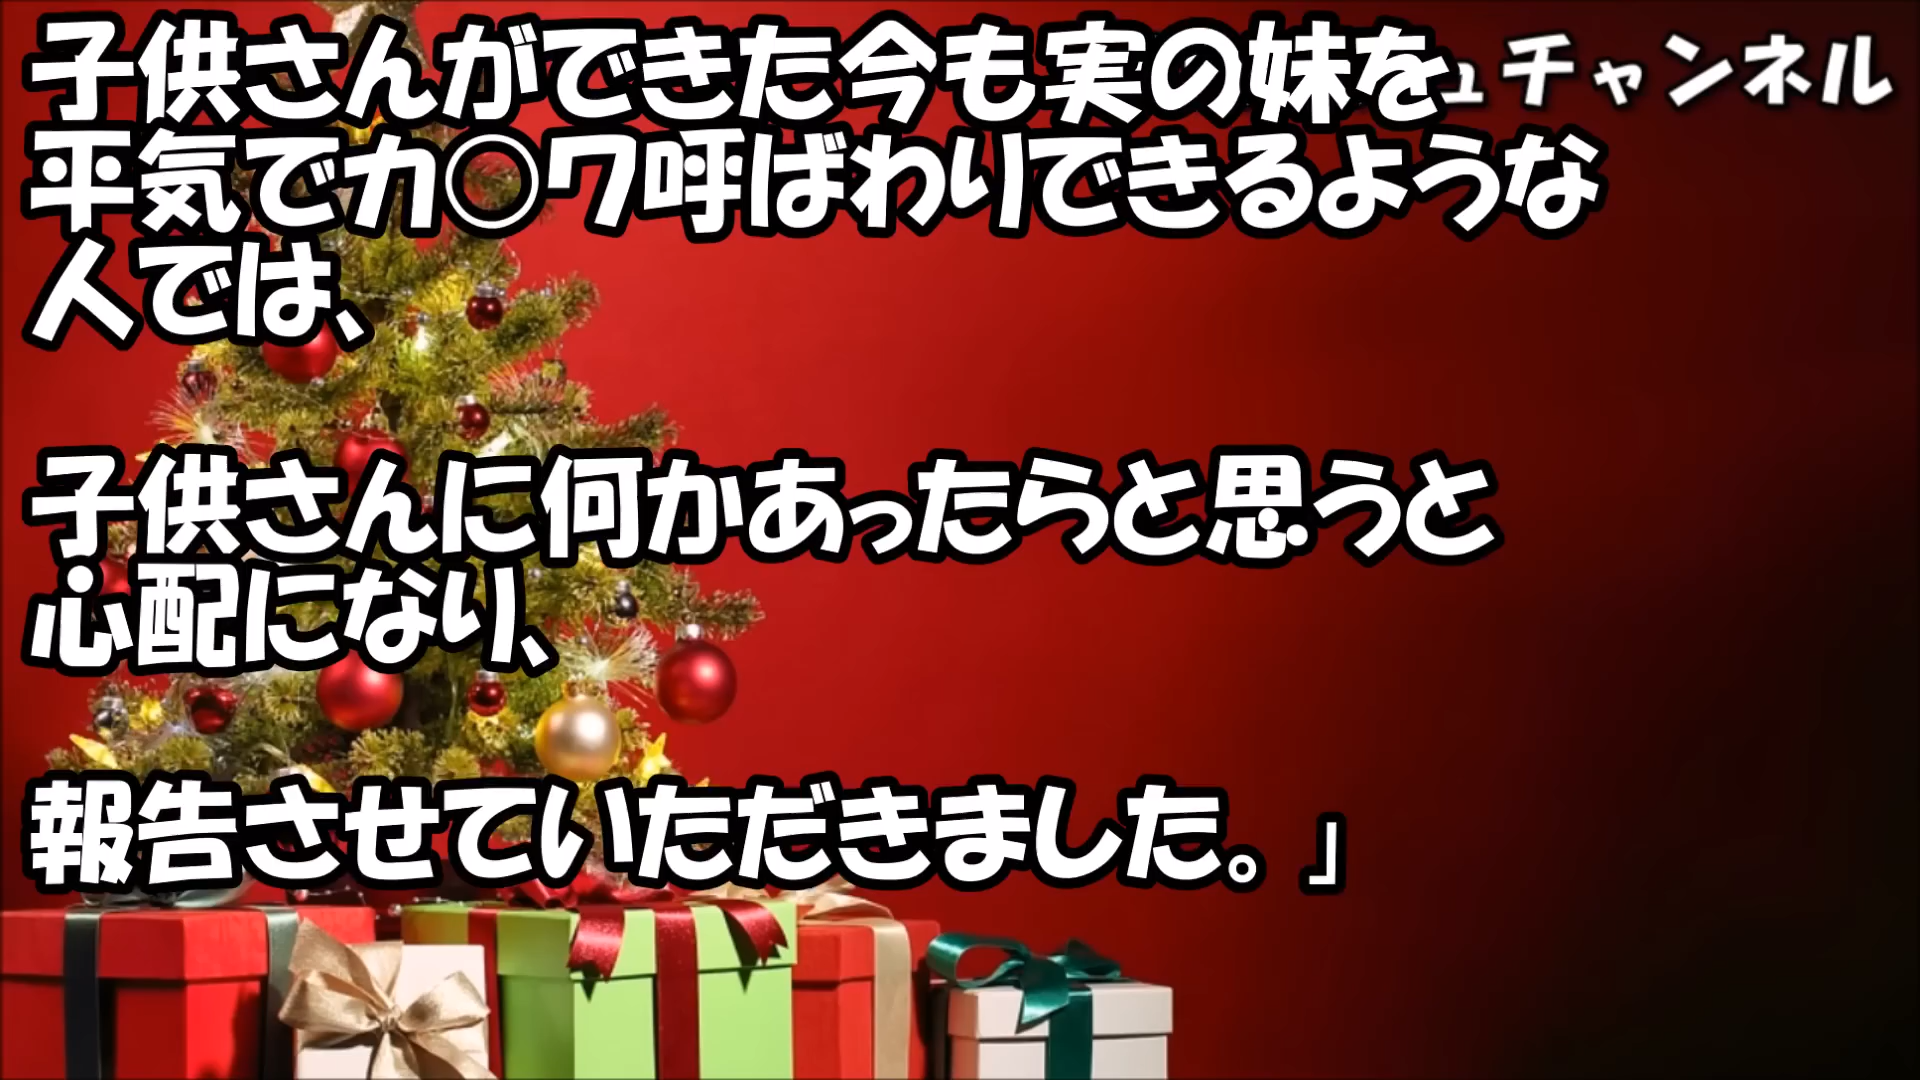 子供さんができた今も実の妹を
ュチャンネル
平気でカ○ワ呼ばわりできるような
人では、
子供さんに何かあったらと思うと
心配になり、
報告させていただきました。」